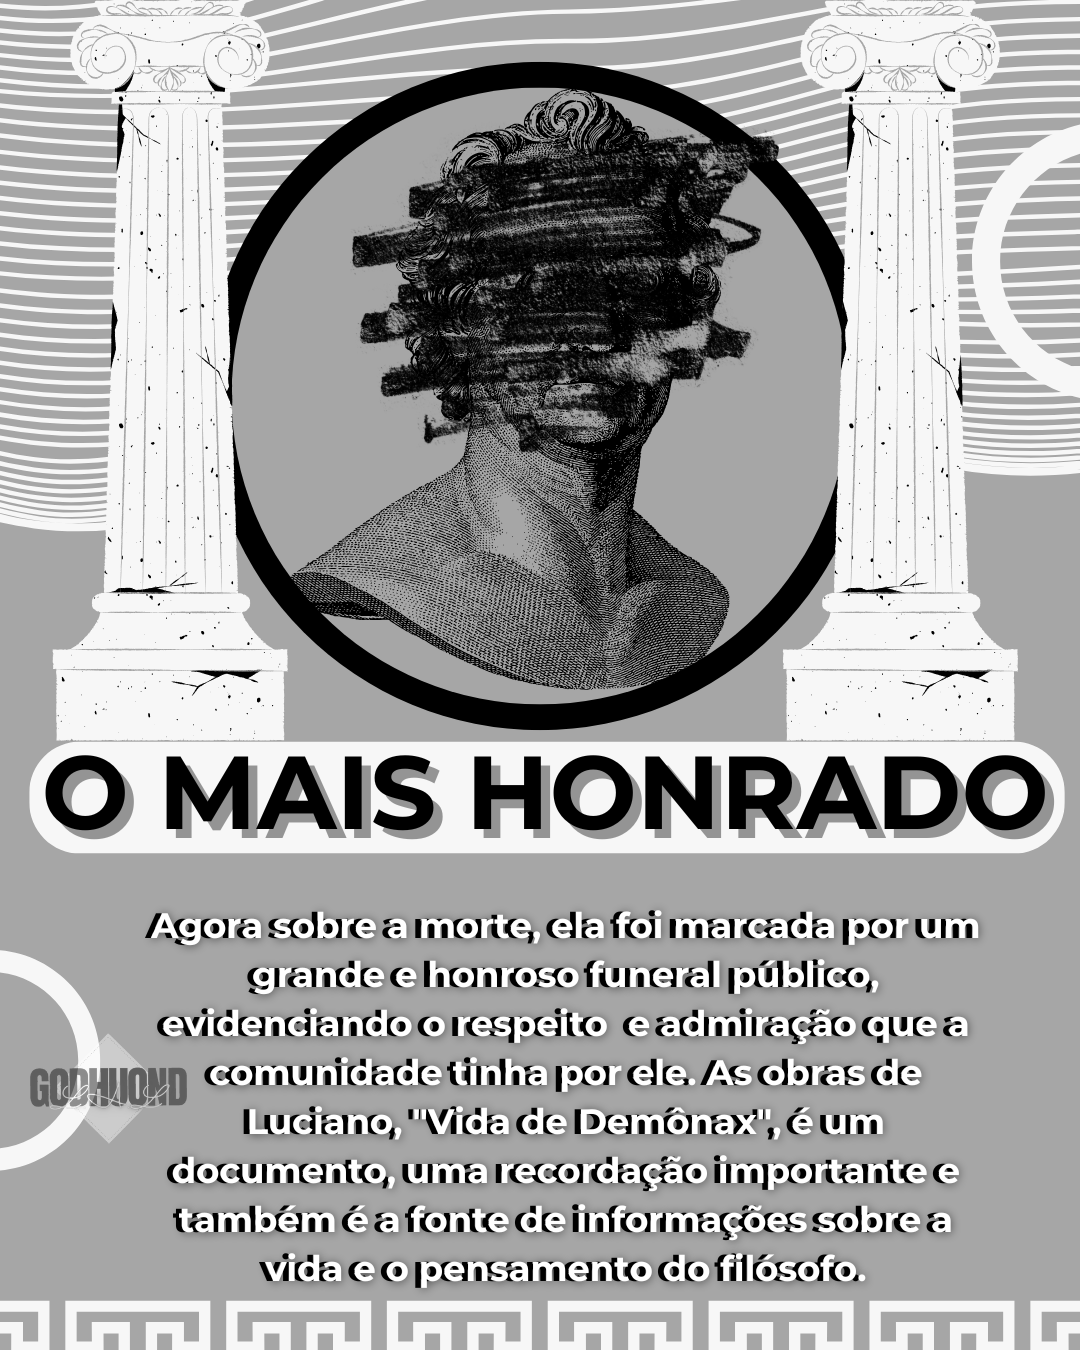 O MAIS HONRADO
Agora sobre a morte, ela foi marcada por um
grande e honroso funeral público,
evidenciando o respeito  e admiração que a
comunidade tinha por ele. As obras de
Luciano, "Vida de Demônax", é um
documento, uma recordação importante e
também é a fonte de informações sobre a
vida e o pensamento do filósofo.
GODHUOND